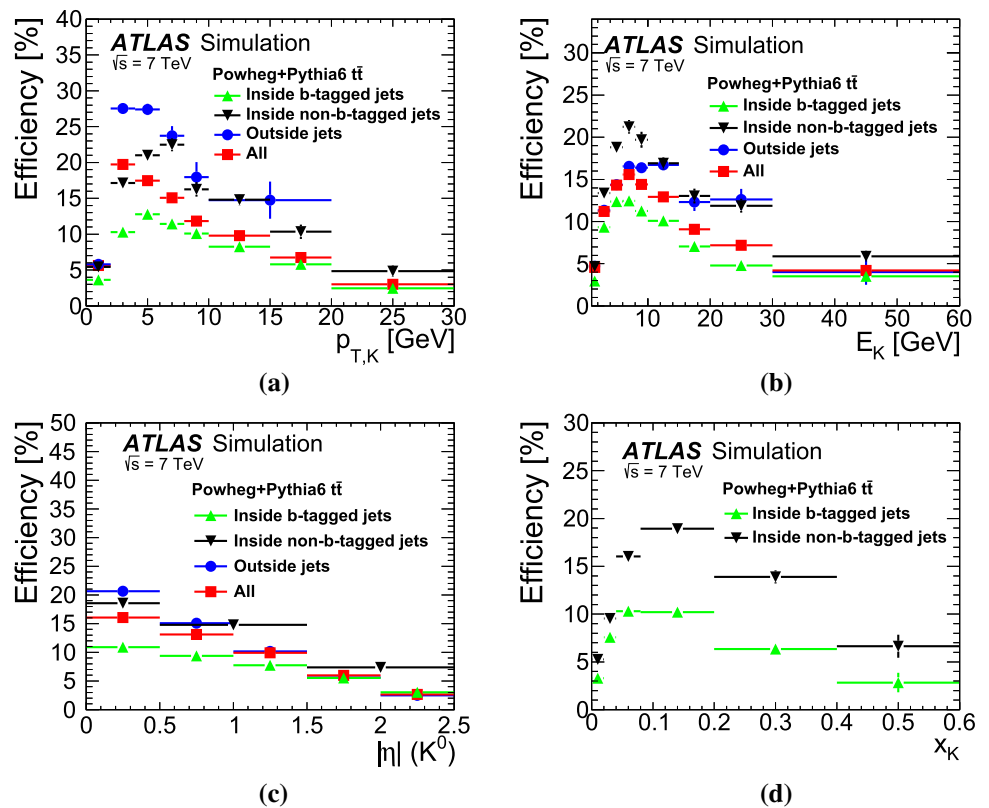 Efficiency [%]
40
35
30
25
20
15
10
5
0
ATLAS Simulation
√s = 7 TeV
Powheg+Pythia6 tt̄
Inside b-tagged jets
Inside non-b-tagged jets
Outside jets
All
0 5 10 15 20 25 30
p_T,K [GeV]
(a)
Efficiency [%]
30
25
20
15
10
5
0
ATLAS Simulation
√s = 7 TeV
Powheg+Pythia6 tt̄
Inside b-tagged jets
Inside non-b-tagged jets
Outside jets
All
10 20 30 40 50 60
E_K [GeV]
(b)
Efficiency [%]
50
45
40
35
30
25
20
15
10
5
0
ATLAS Simulation
√s = 7 TeV
Powheg+Pythia6 tt̄
Inside b-tagged jets
Inside non-b-tagged jets
Outside jets
All
0 0.5 1 1.5 2 2.5
|η| (K⁰)
(c)
Efficiency [%]
30
25
20
15
10
5
0
ATLAS Simulation
√s = 7 TeV
Powheg+Pythia6 tt̄
Inside b-tagged jets
Inside non-b-tagged jets
0 0.1 0.2 0.3 0.4 0.5 0.6
x_K
(d)